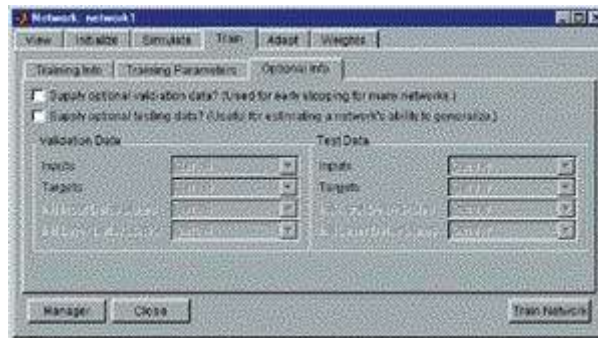 Network: network1
View Initialize Simulate Train Adapt Weights
Training Info Training Parameters Optional Info
Supply optional validation data? (Used for early stopping for many networks.)
Supply optional testing data? (Useful for estimating a network's ability to generalize.)
Validation Data
Inputs
Targets
Test Data
Inputs
Targets
Manager Close Train Network